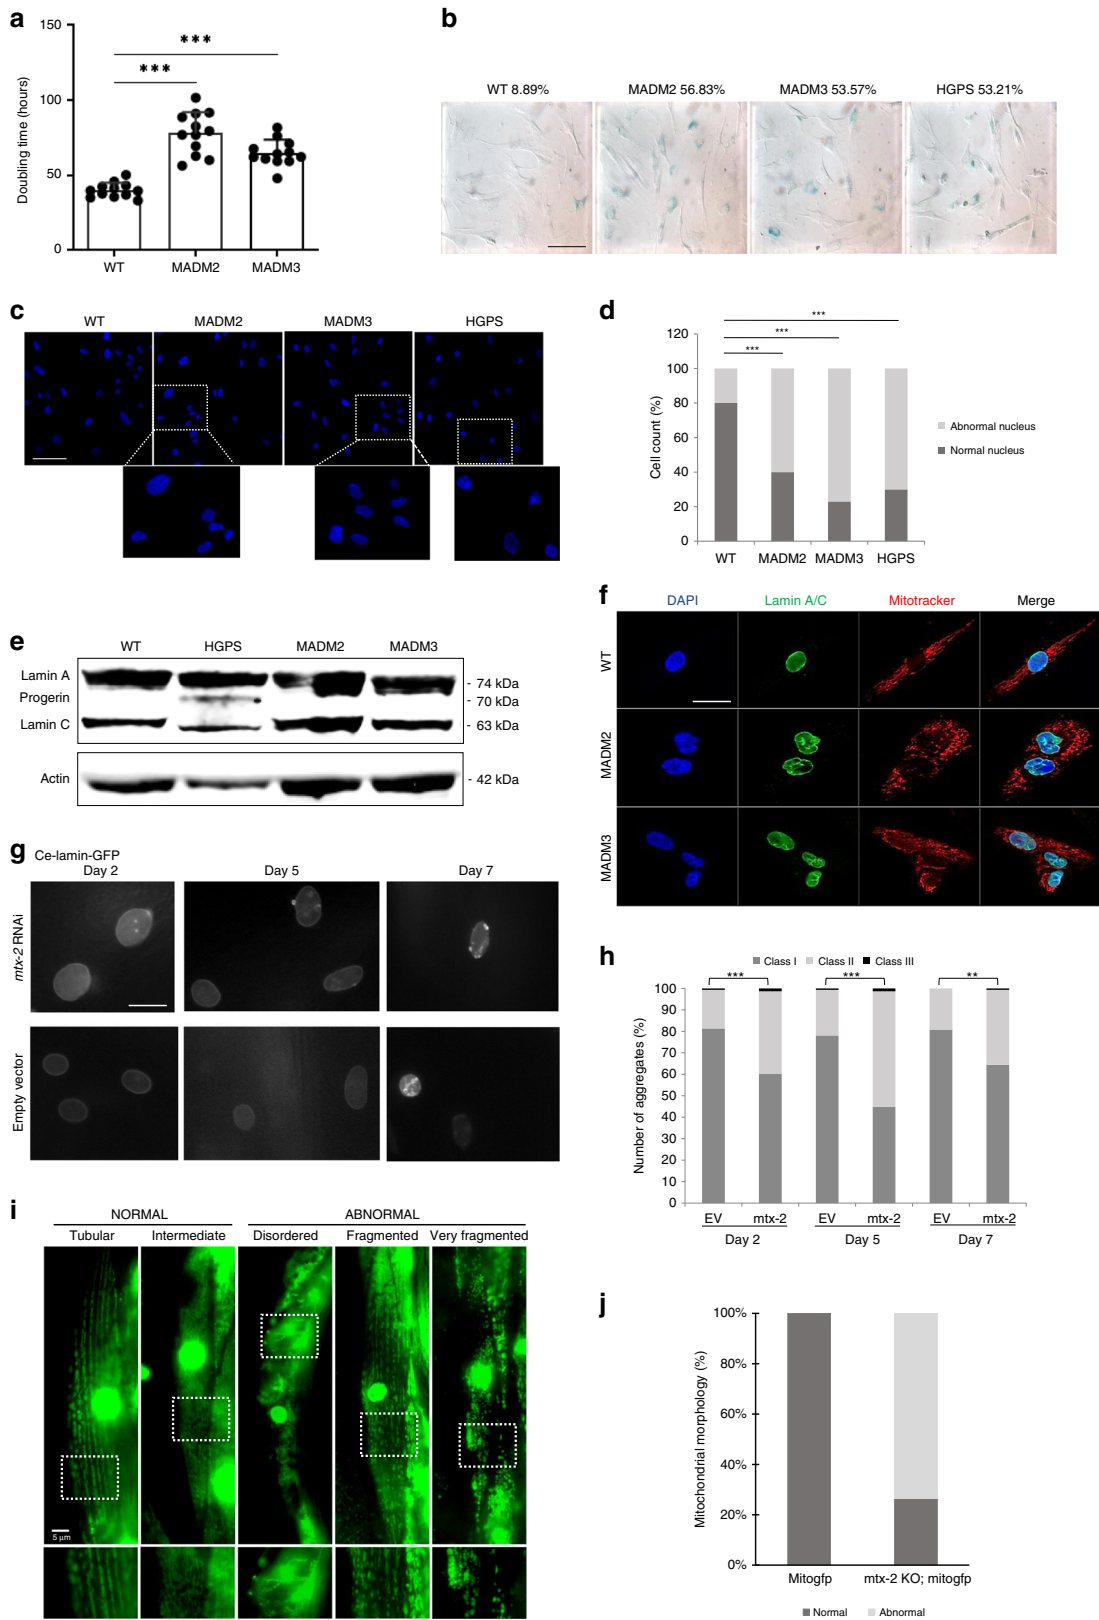 a
150
100
50
0
Doubling time (hours)
***
***
WT
MADM2
MADM3
b
WT 8.89%
MADM2 56.83%
MADM3 53.57%
HGPS 53.21%
c
WT
MADM2
MADM3
HGPS
d
***
***
***
120
100
80
60
40
20
0
Cell count (%)
WT
MADM2
MADM3
HGPS
Abnormal nucleus
Normal nucleus
e
WT
HGPS
MADM2
MADM3
Lamin A
Progerin
Lamin C
Actin
- 74 kDa
- 70 kDa
- 63 kDa
- 42 kDa
f
DAPI
Lamin A/C
Mitotracker
Merge
WT
MADM2
MADM3
g
Ce-lamin-GFP
Day 2
Day 5
Day 7
mtx-2 RNAi
Empty vector
h
Class I
Class II
Class III
***
***
**
100
90
80
70
60
50
40
30
20
10
0
Number of aggregates (%)
EV
mtx-2
EV
mtx-2
EV
mtx-2
Day 2
Day 5
Day 7
i
NORMAL
ABNORMAL
Tubular
Intermediate
Disordered
Fragmented
Very fragmented
5 µm
j
100%
80%
60%
40%
20%
0%
Mitochondrial morphology (%)
Mitogfp
mtx-2 KO; mitogfp
Normal
Abnormal